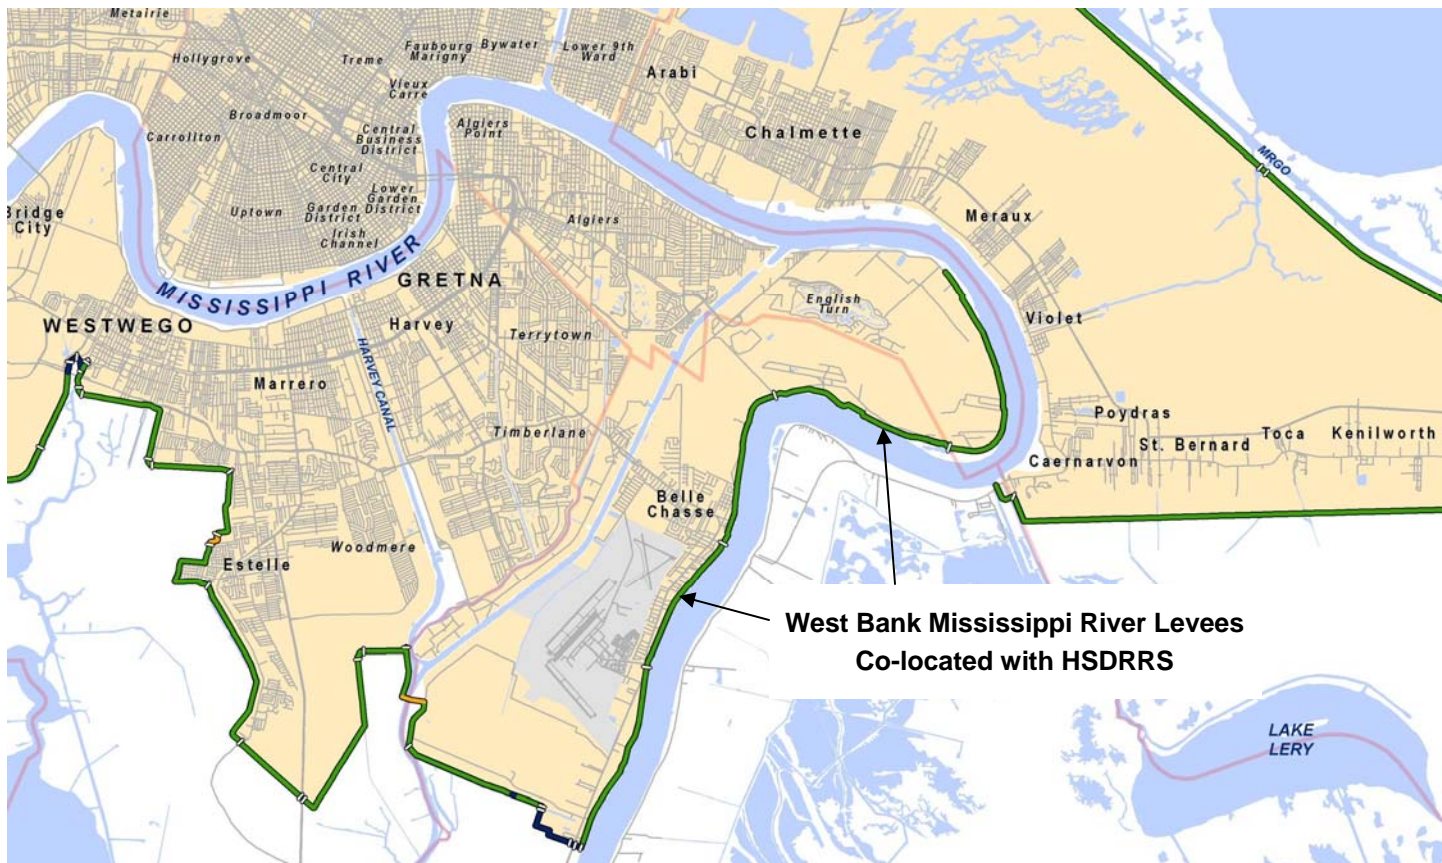 Metairie
Hollygrove
Treme
Faubourg
Marigny
Bywater
Lower 9th
Ward
Arabi
Vieux
Carre
Broadmoor
Carrollton
Central
Business
District
Algiers
Point
Chalmette
MRGO
Central
City
Lower
Garden
District
Garden
District
Uptown
Irish
Channel
Bridge
City
Algiers
Meraux
MISSISSIPPI RIVER
GRETNA
English
Turn
WESTWEGO
Harvey
Terrytown
Violet
HARVEY CANAL
Marrero
Timberlane
Poydras
St. Bernard
Toca
Kenilworth
Caernarvon
Belle
Chasse
Woodmere
Estelle
West Bank Mississippi River Levees
Co-located with HSDRRS
LAKE
LERY